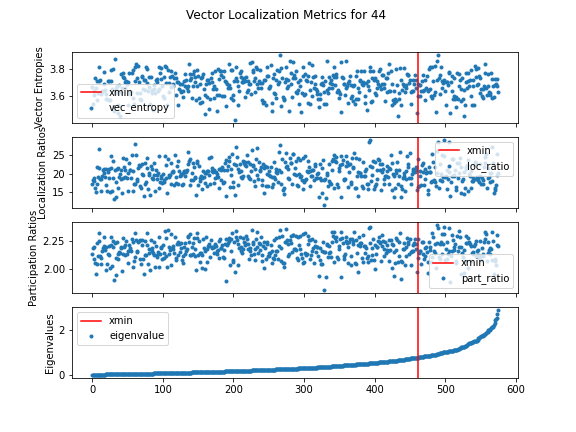 Vector Localization Metrics for 44
Vector Entropies
3.8
3.6
xmin
vec_entropy
Localization Ratios
25
20
15
xmin
loc_ratio
Participation Ratios
2.25
2.00
xmin
part_ratio
Eigenvalues
2
0
xmin
eigenvalue
0 100 200 300 400 500 600